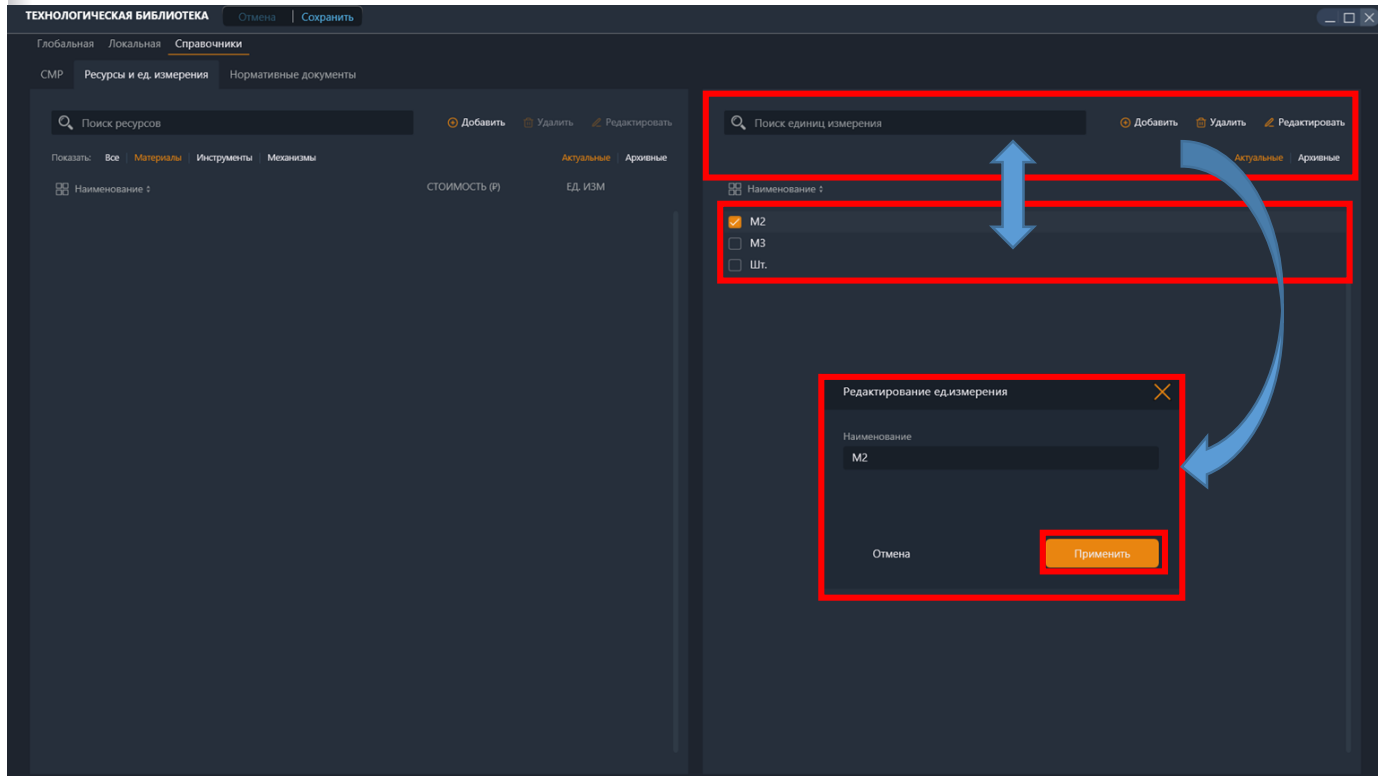 ТЕХНОЛОГИЧЕСКАЯ БИБЛИОТЕКА Отмена | Сохранить
Глобальная Локальная Справочники
СМР Ресурсы и ед. измерения Нормативные документы
Поиск ресурсов Добавить Удалить Редактировать
Показать: Все | Материалы | Инструменты | Механизмы Актуальные | Архивные
Наименование СТОИМОСТЬ (₽) ЕД. ИЗМ
Поиск единиц измерения Добавить Удалить Редактировать
Актуальные | Архивные
Наименование
М2
М3
Шт.
Редактирование ед.измерения
Наименование
М2
Отмена Применить